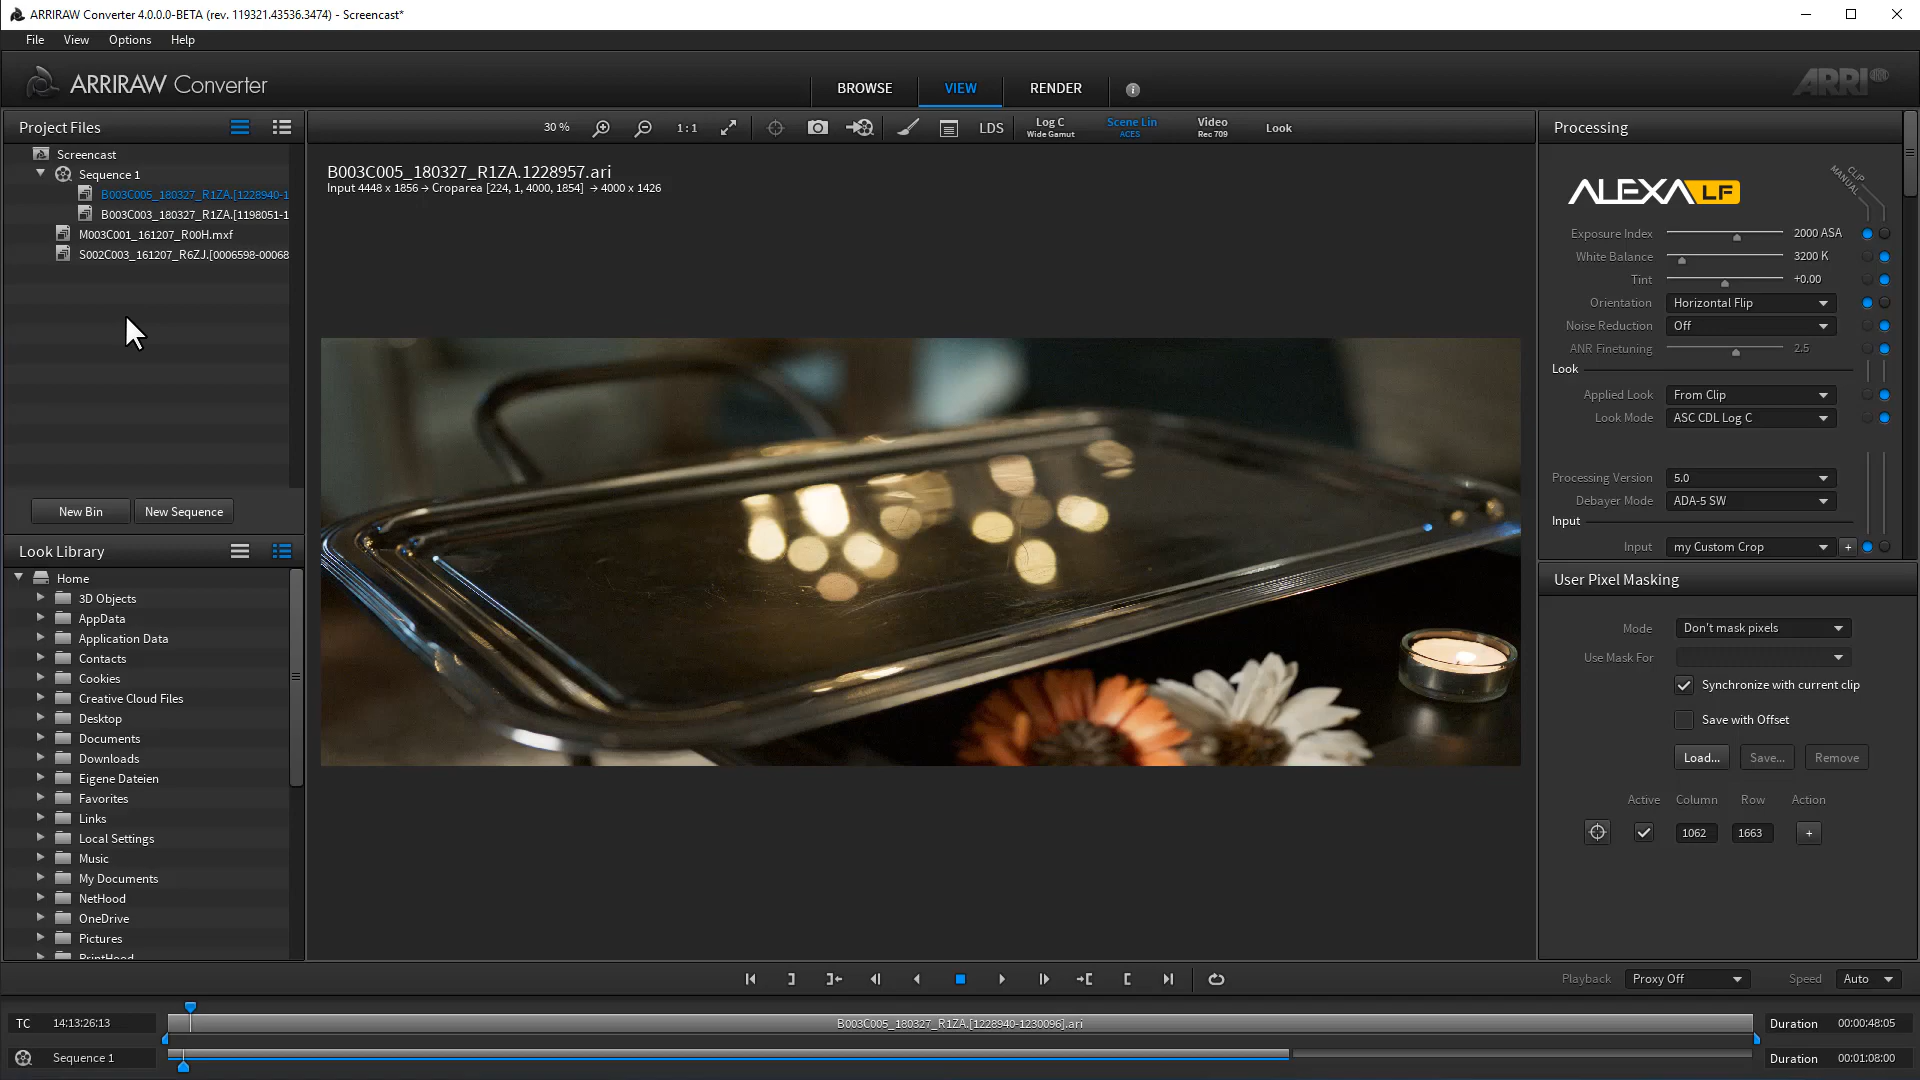 ARRIRAW Converter 4.0.0.0-BETA (rev. 119321.43536.3474) - Screencast*
File View Options Help
ARRIRAW Converter
BROWSE VIEW RENDER i
ARRI
Project Files
Screencast
Sequence 1
B003C005_180327_R1ZA.[1228940-1
B003C003_180327_R1ZA.[1198051-1
M003C001_161207_R00H.mxf
S002C003_161207_R6ZJ.[0006598-00068
New Bin New Sequence
Look Library
Home
3D Objects
AppData
Application Data
Contacts
Cookies
Creative Cloud Files
Desktop
Documents
Downloads
Eigene Dateien
Favorites
Links
Local Settings
Music
My Documents
NetHood
OneDrive
Pictures
PrintHood
30 % 1:1 LDS
Log C
Wide Gamut
Scene Lin
ACES
Video
Rec 709
Look
B003C005_180327_R1ZA.1228957.ari
Input 4448 x 1856 → Croparea [224, 1, 4000, 1854] → 4000 x 1426
Processing
CLIP
MANUAL
ALEXA LF
Exposure Index 2000 ASA
White Balance 3200 K
Tint +0.00
Orientation Horizontal Flip
Noise Reduction Off
ANR Finetuning 2.5
Look
Applied Look From Clip
Look Mode ASC CDL Log C
Processing Version 5.0
Debayer Mode ADA-5 SW
Input
Input my Custom Crop +
User Pixel Masking
Mode Don't mask pixels
Use Mask For
Synchronize with current clip
Save with Offset
Load... Save... Remove
Active Column Row Action
1062 1663 +
Playback Proxy Off Speed Auto
TC 14:13:26:13 B003C005_180327_R1ZA.[1228940-1230096].ari Duration 00:00:48:05
Sequence 1 Duration 00:01:08:00